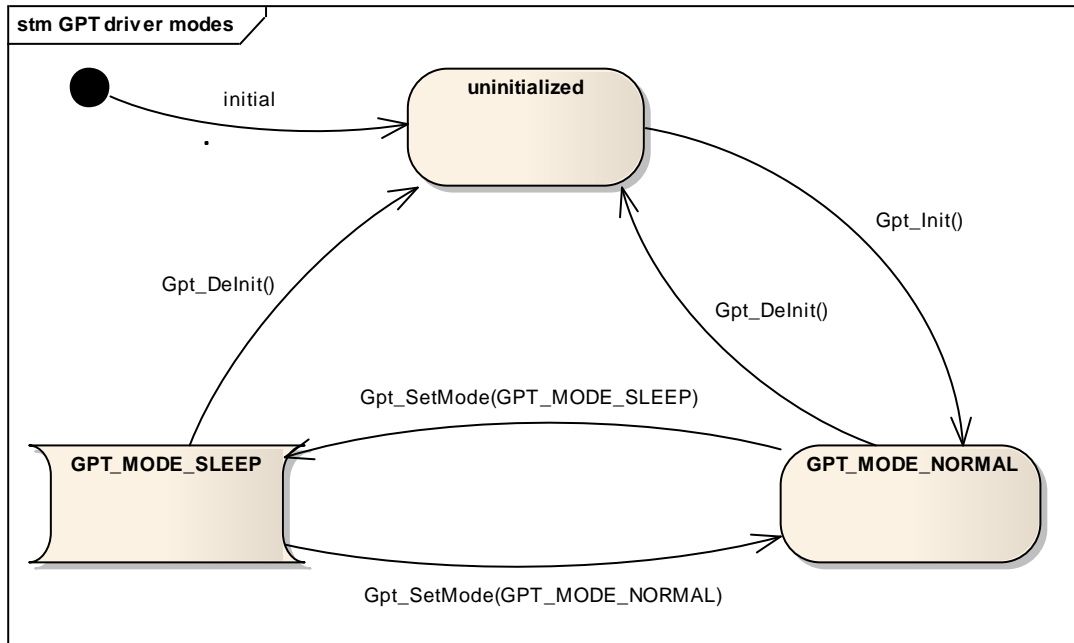 stm GPT driver modes
initial
uninitialized
Gpt_Init()
Gpt_DeInit()
Gpt_DeInit()
Gpt_SetMode(GPT_MODE_SLEEP)
GPT_MODE_SLEEP
GPT_MODE_NORMAL
Gpt_SetMode(GPT_MODE_NORMAL)